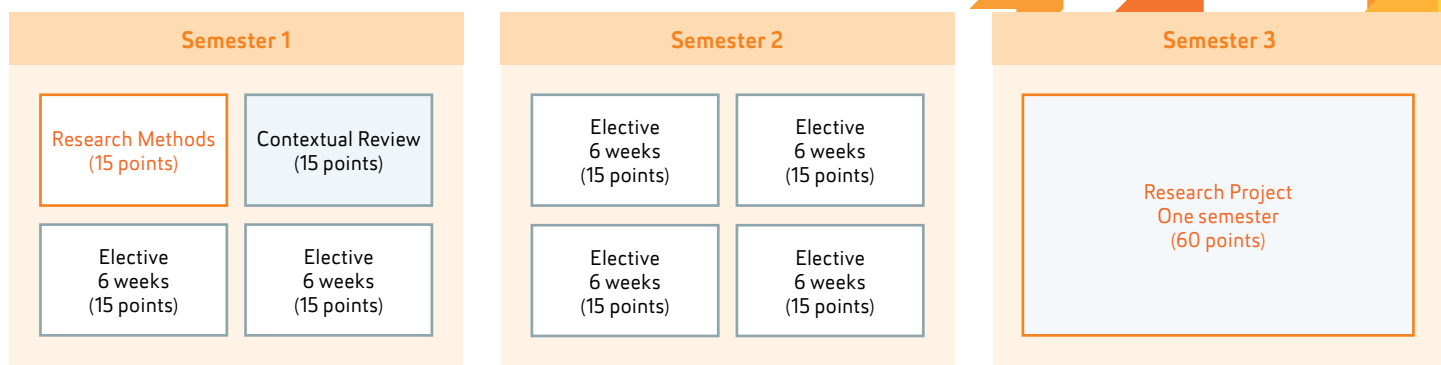 Semester 1
Research Methods
(15 points)
Contextual Review
(15 points)
Elective
6 weeks
(15 points)
Elective
6 weeks
(15 points)
Semester 2
Elective
6 weeks
(15 points)
Elective
6 weeks
(15 points)
Elective
6 weeks
(15 points)
Elective
6 weeks
(15 points)
Semester 3
Research Project
One semester
(60 points)